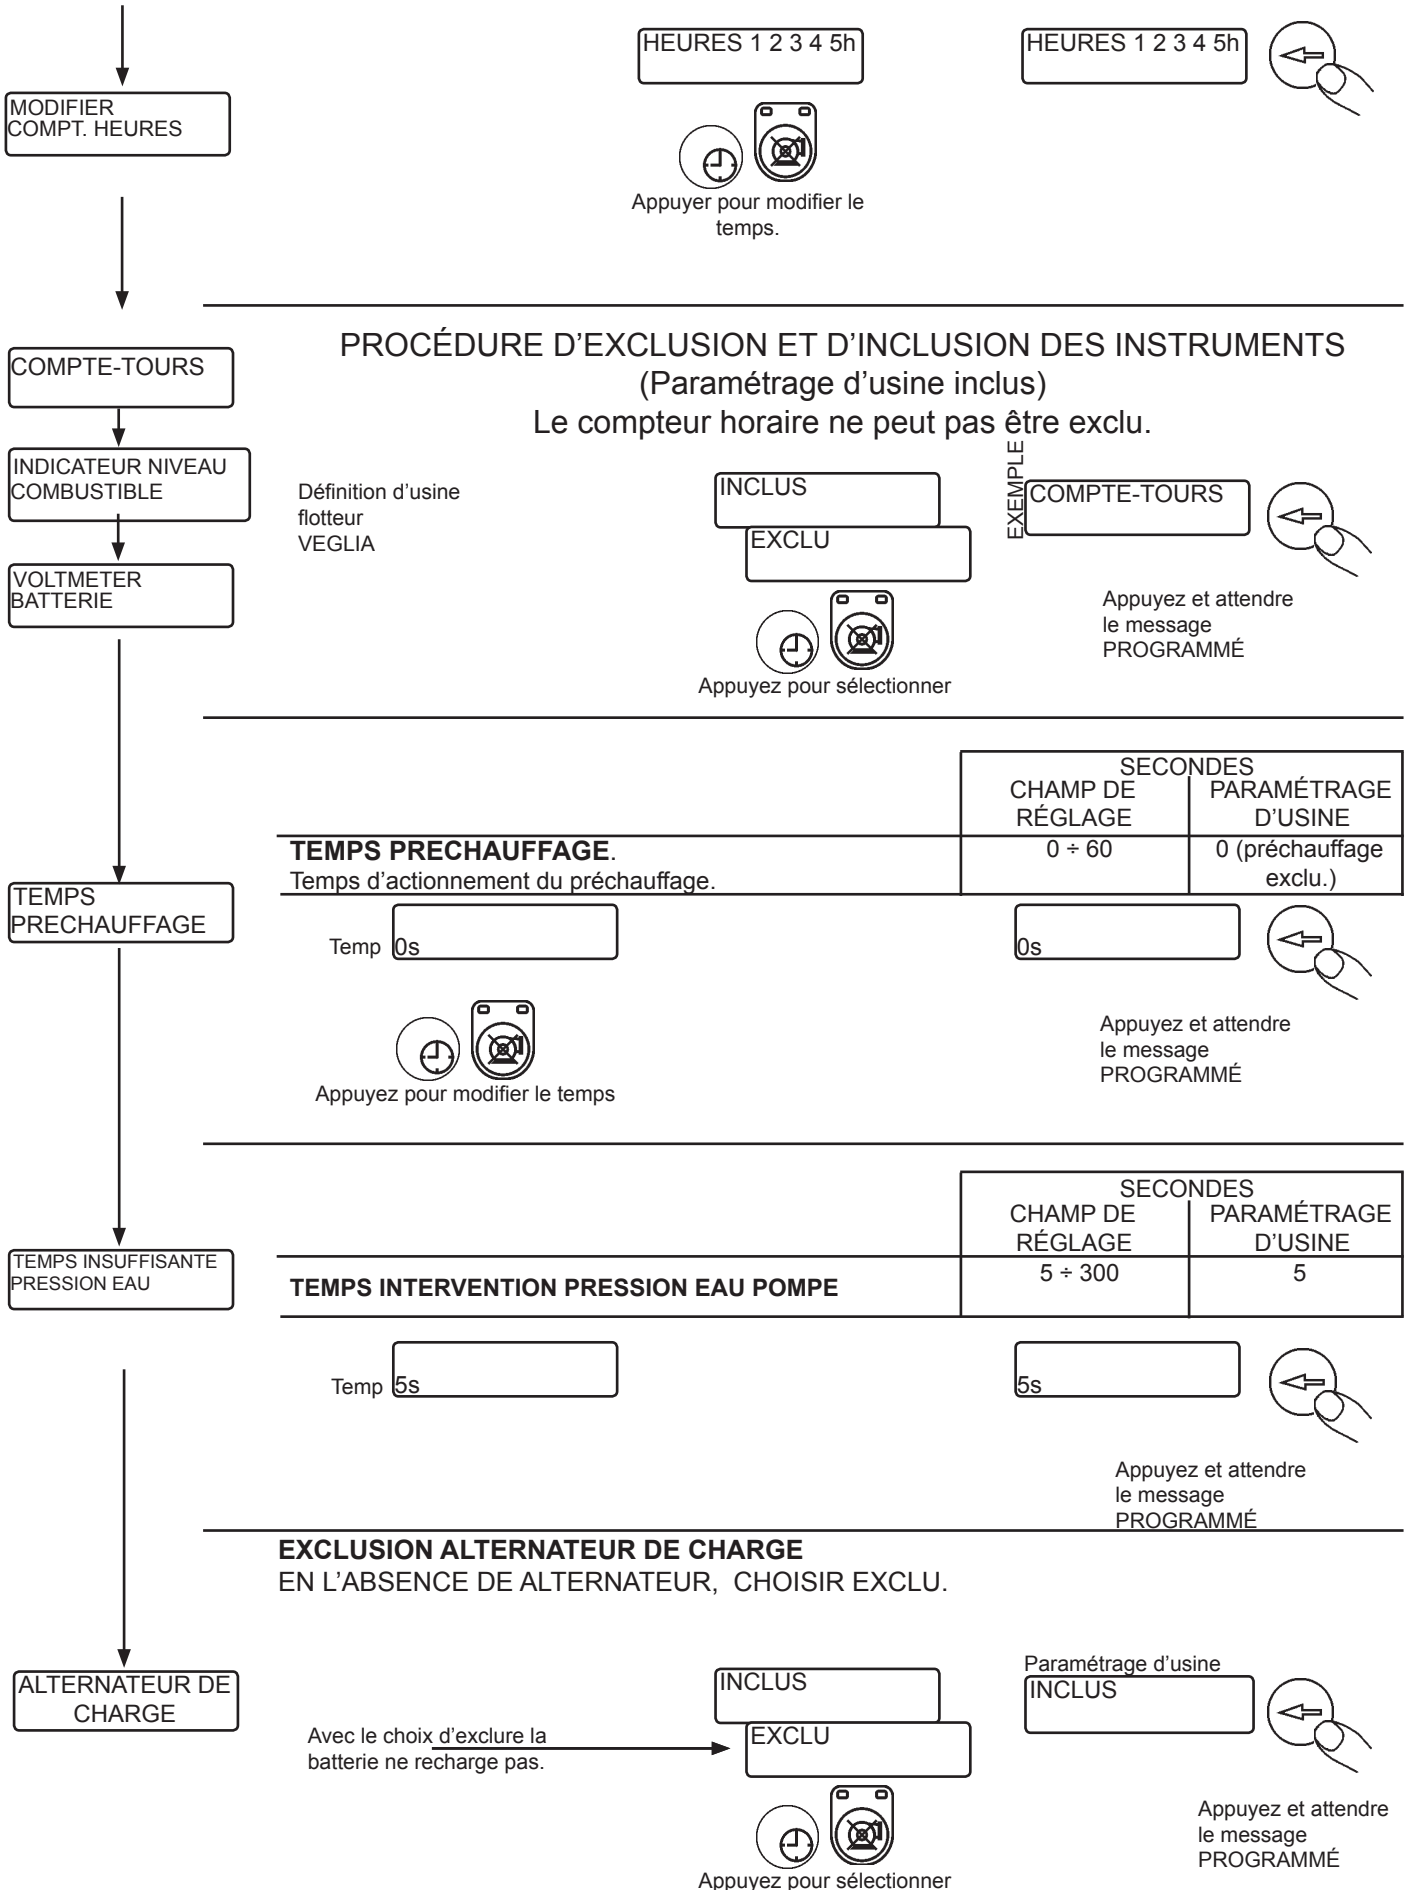 HEURES 1 2 3 4 5h
HEURES 1 2 3 4 5h
MODIFIER
COMPT. HEURES
Appuyer pour modifier le
temps.
PROCÉDURE D’EXCLUSION ET D’INCLUSION DES INSTRUMENTS
(Paramétrage d’usine inclus)
Le compteur horaire ne peut pas être exclu.
COMPTE-TOURS
INDICATEUR NIVEAU
COMBUSTIBLE
VOLTMETER
BATTERIE
Définition d’usine
flotteur
VEGLIA
INCLUS
EXCLU
Appuyez pour sélectionner
EXEMPLE
COMPTE-TOURS
Appuyez et attendre
le message
PROGRAMMÉ
SECONDES
CHAMP DE
RÉGLAGE
PARAMÉTRAGE
D’USINE
TEMPS PRECHAUFFAGE.
Temps d’actionnement du préchauffage.
0 ÷ 60
0 (préchauffage
exclu.)
TEMPS
PRECHAUFFAGE
Temp
0s
0s
Appuyez pour modifier le temps
Appuyez et attendre
le message
PROGRAMMÉ
SECONDES
CHAMP DE
RÉGLAGE
PARAMÉTRAGE
D’USINE
TEMPS INSUFFISANTE
PRESSION EAU
TEMPS INTERVENTION PRESSION EAU POMPE
5 ÷ 300
5
Temp
5s
5s
Appuyez et attendre
le message
PROGRAMMÉ
EXCLUSION ALTERNATEUR DE CHARGE
EN L’ABSENCE DE ALTERNATEUR, CHOISIR EXCLU.
ALTERNATEUR DE
CHARGE
Avec le choix d’exclure la
batterie ne recharge pas.
INCLUS
EXCLU
Appuyez pour sélectionner
Paramétrage d’usine
INCLUS
Appuyez et attendre
le message
PROGRAMMÉ